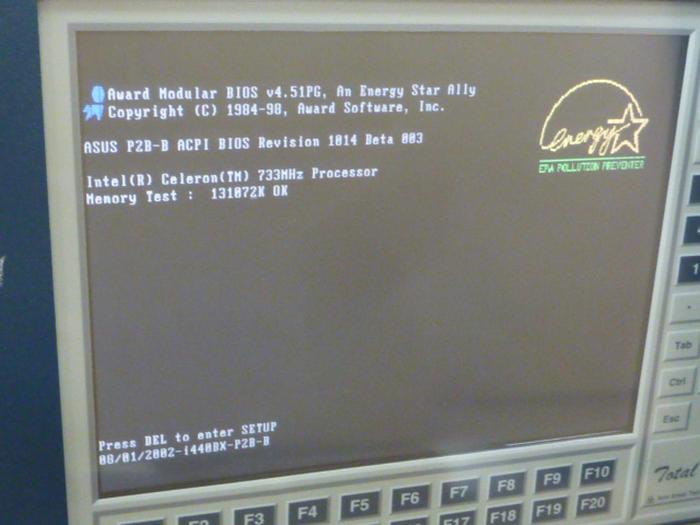 Award Modular BIOS v4.51PG, An Energy Star Ally
Copyright (C) 1984-98, Award Software, Inc.
energy
EPA POLLUTION PREVENTER
ASUS P2B-B ACPI BIOS Revision 1014 Beta 003
Intel(R) Celeron(TM) 733MHz Processor
Memory Test : 131072K OK
Press DEL to enter SETUP
08/01/2002-i440BX-P2B-B
Tab
Ctrl
Esc
Total
F2 F3 F4 F5 F6 F7 F8 F9 F10
F17 F18 F19 F20